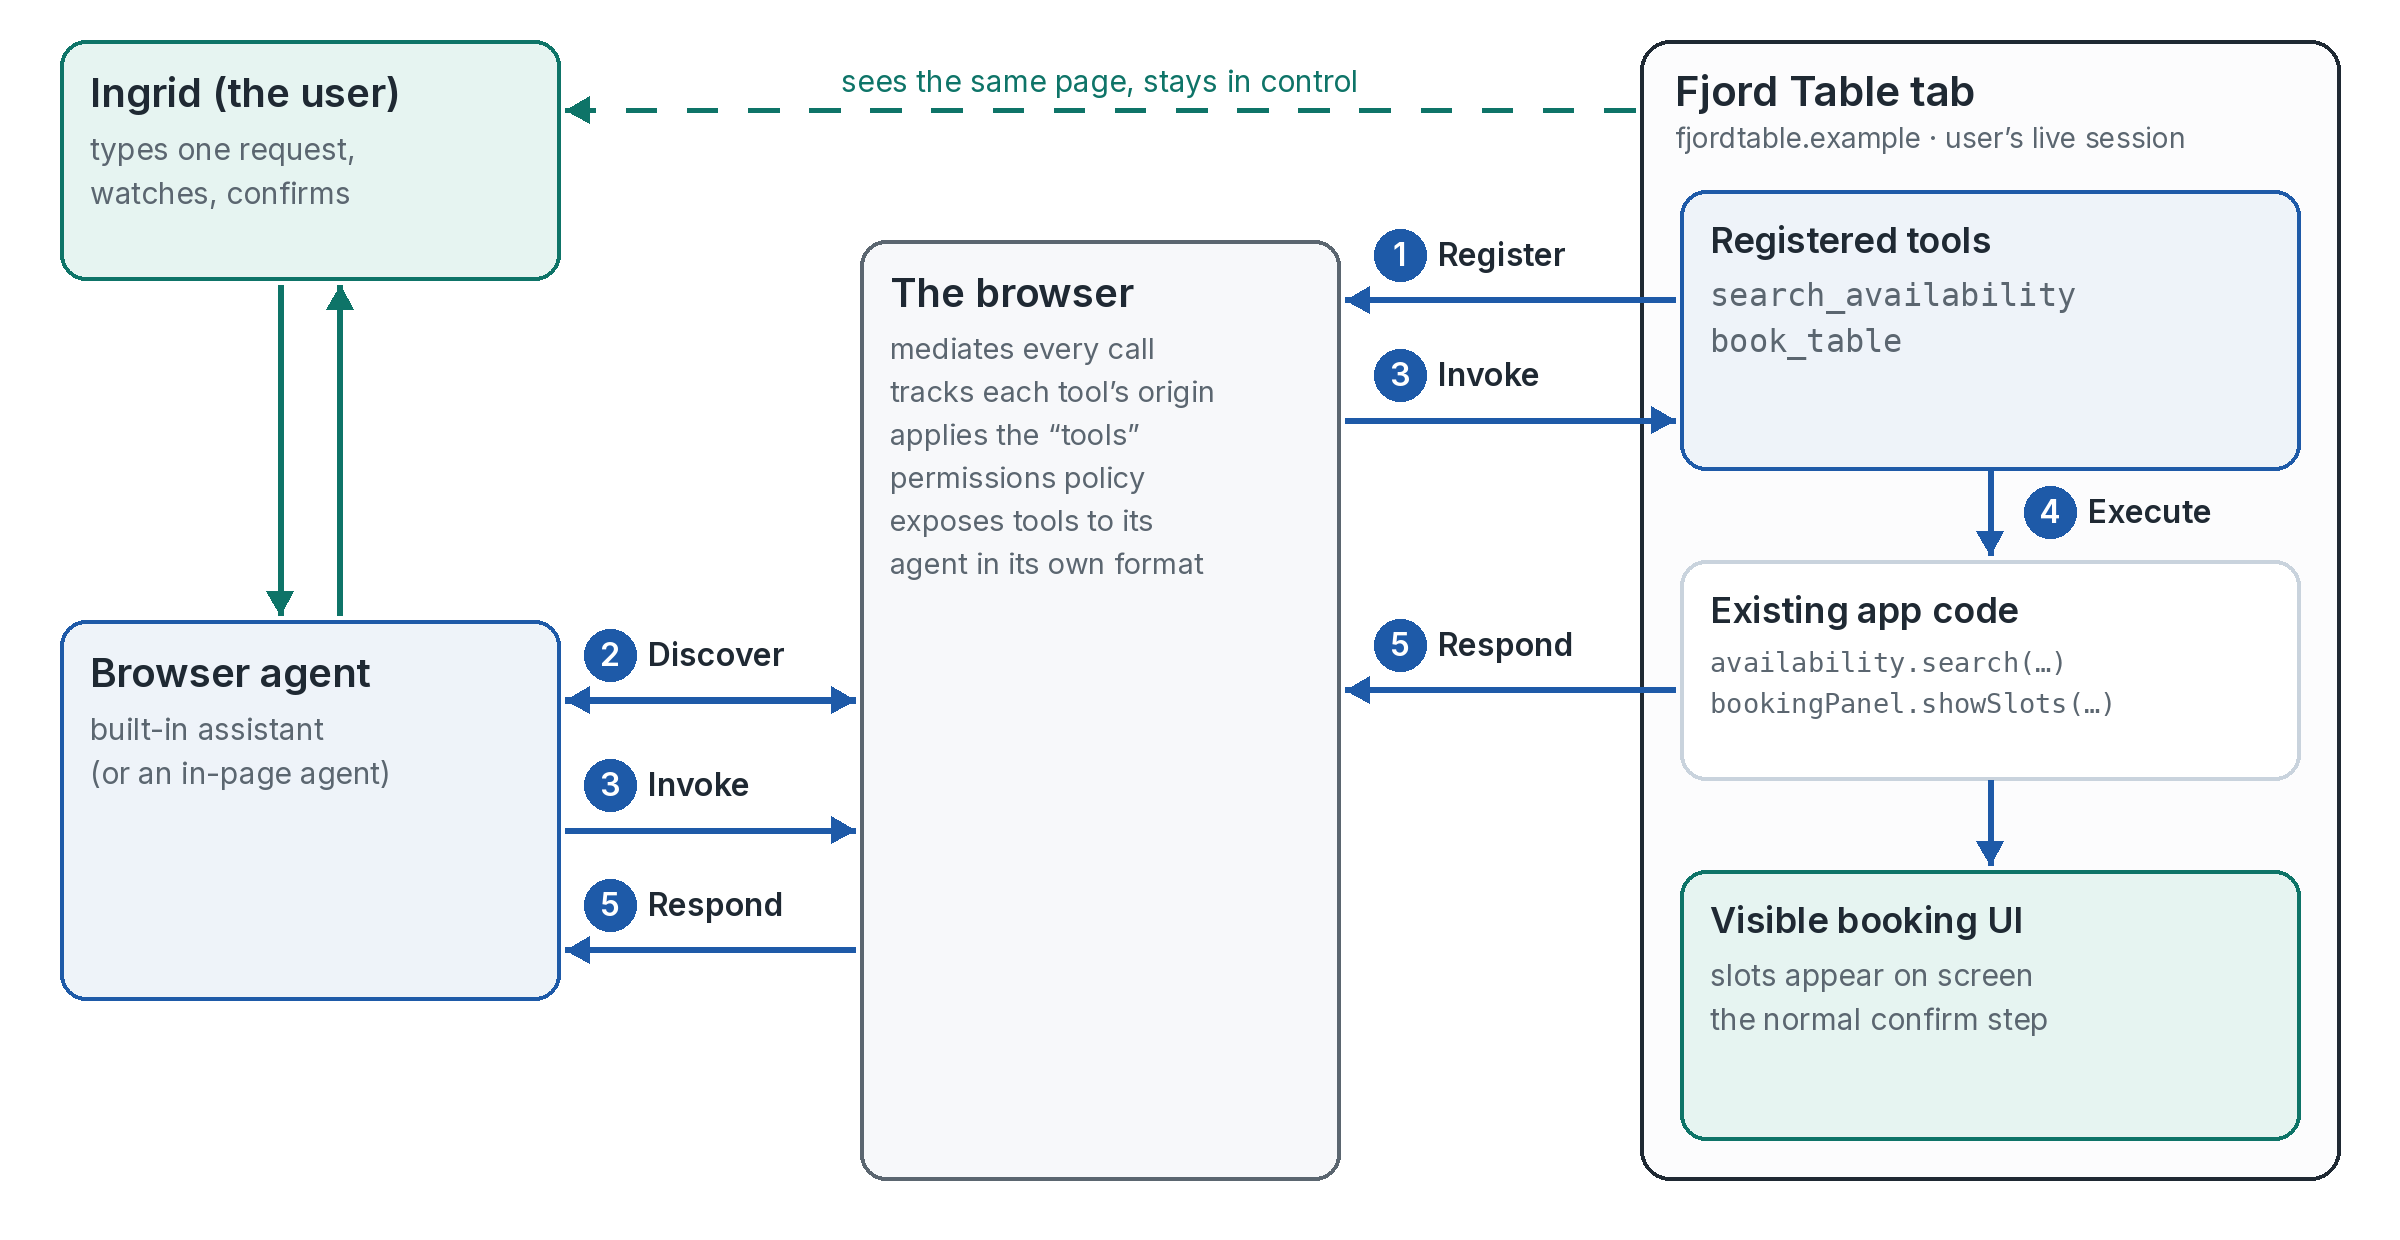 Ingrid (the user)
types one request,
watches, confirms
sees the same page, stays in control
Fjord Table tab
fjordtable.example · user’s live session
Registered tools
search_availability
book_table
1 Register
3 Invoke
The browser
mediates every call
tracks each tool’s origin
applies the “tools”
permissions policy
exposes tools to its
agent in its own format
4 Execute
Existing app code
availability.search(…)
bookingPanel.showSlots(…)
5 Respond
Browser agent
built-in assistant
(or an in-page agent)
2 Discover
3 Invoke
5 Respond
Visible booking UI
slots appear on screen
the normal confirm step